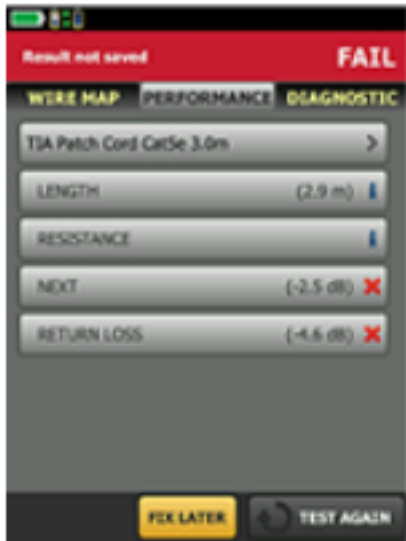 Result not saved FAIL
WIRE MAP PERFORMANCE DIAGNOSTIC
TIA Patch Cord Cat5e 3.0m >
LENGTH (2.9 m) i
RESISTANCE i
NEXT (-2.5 dB) X
RETURN LOSS (-4.6 dB) X
FIX LATER TEST AGAIN